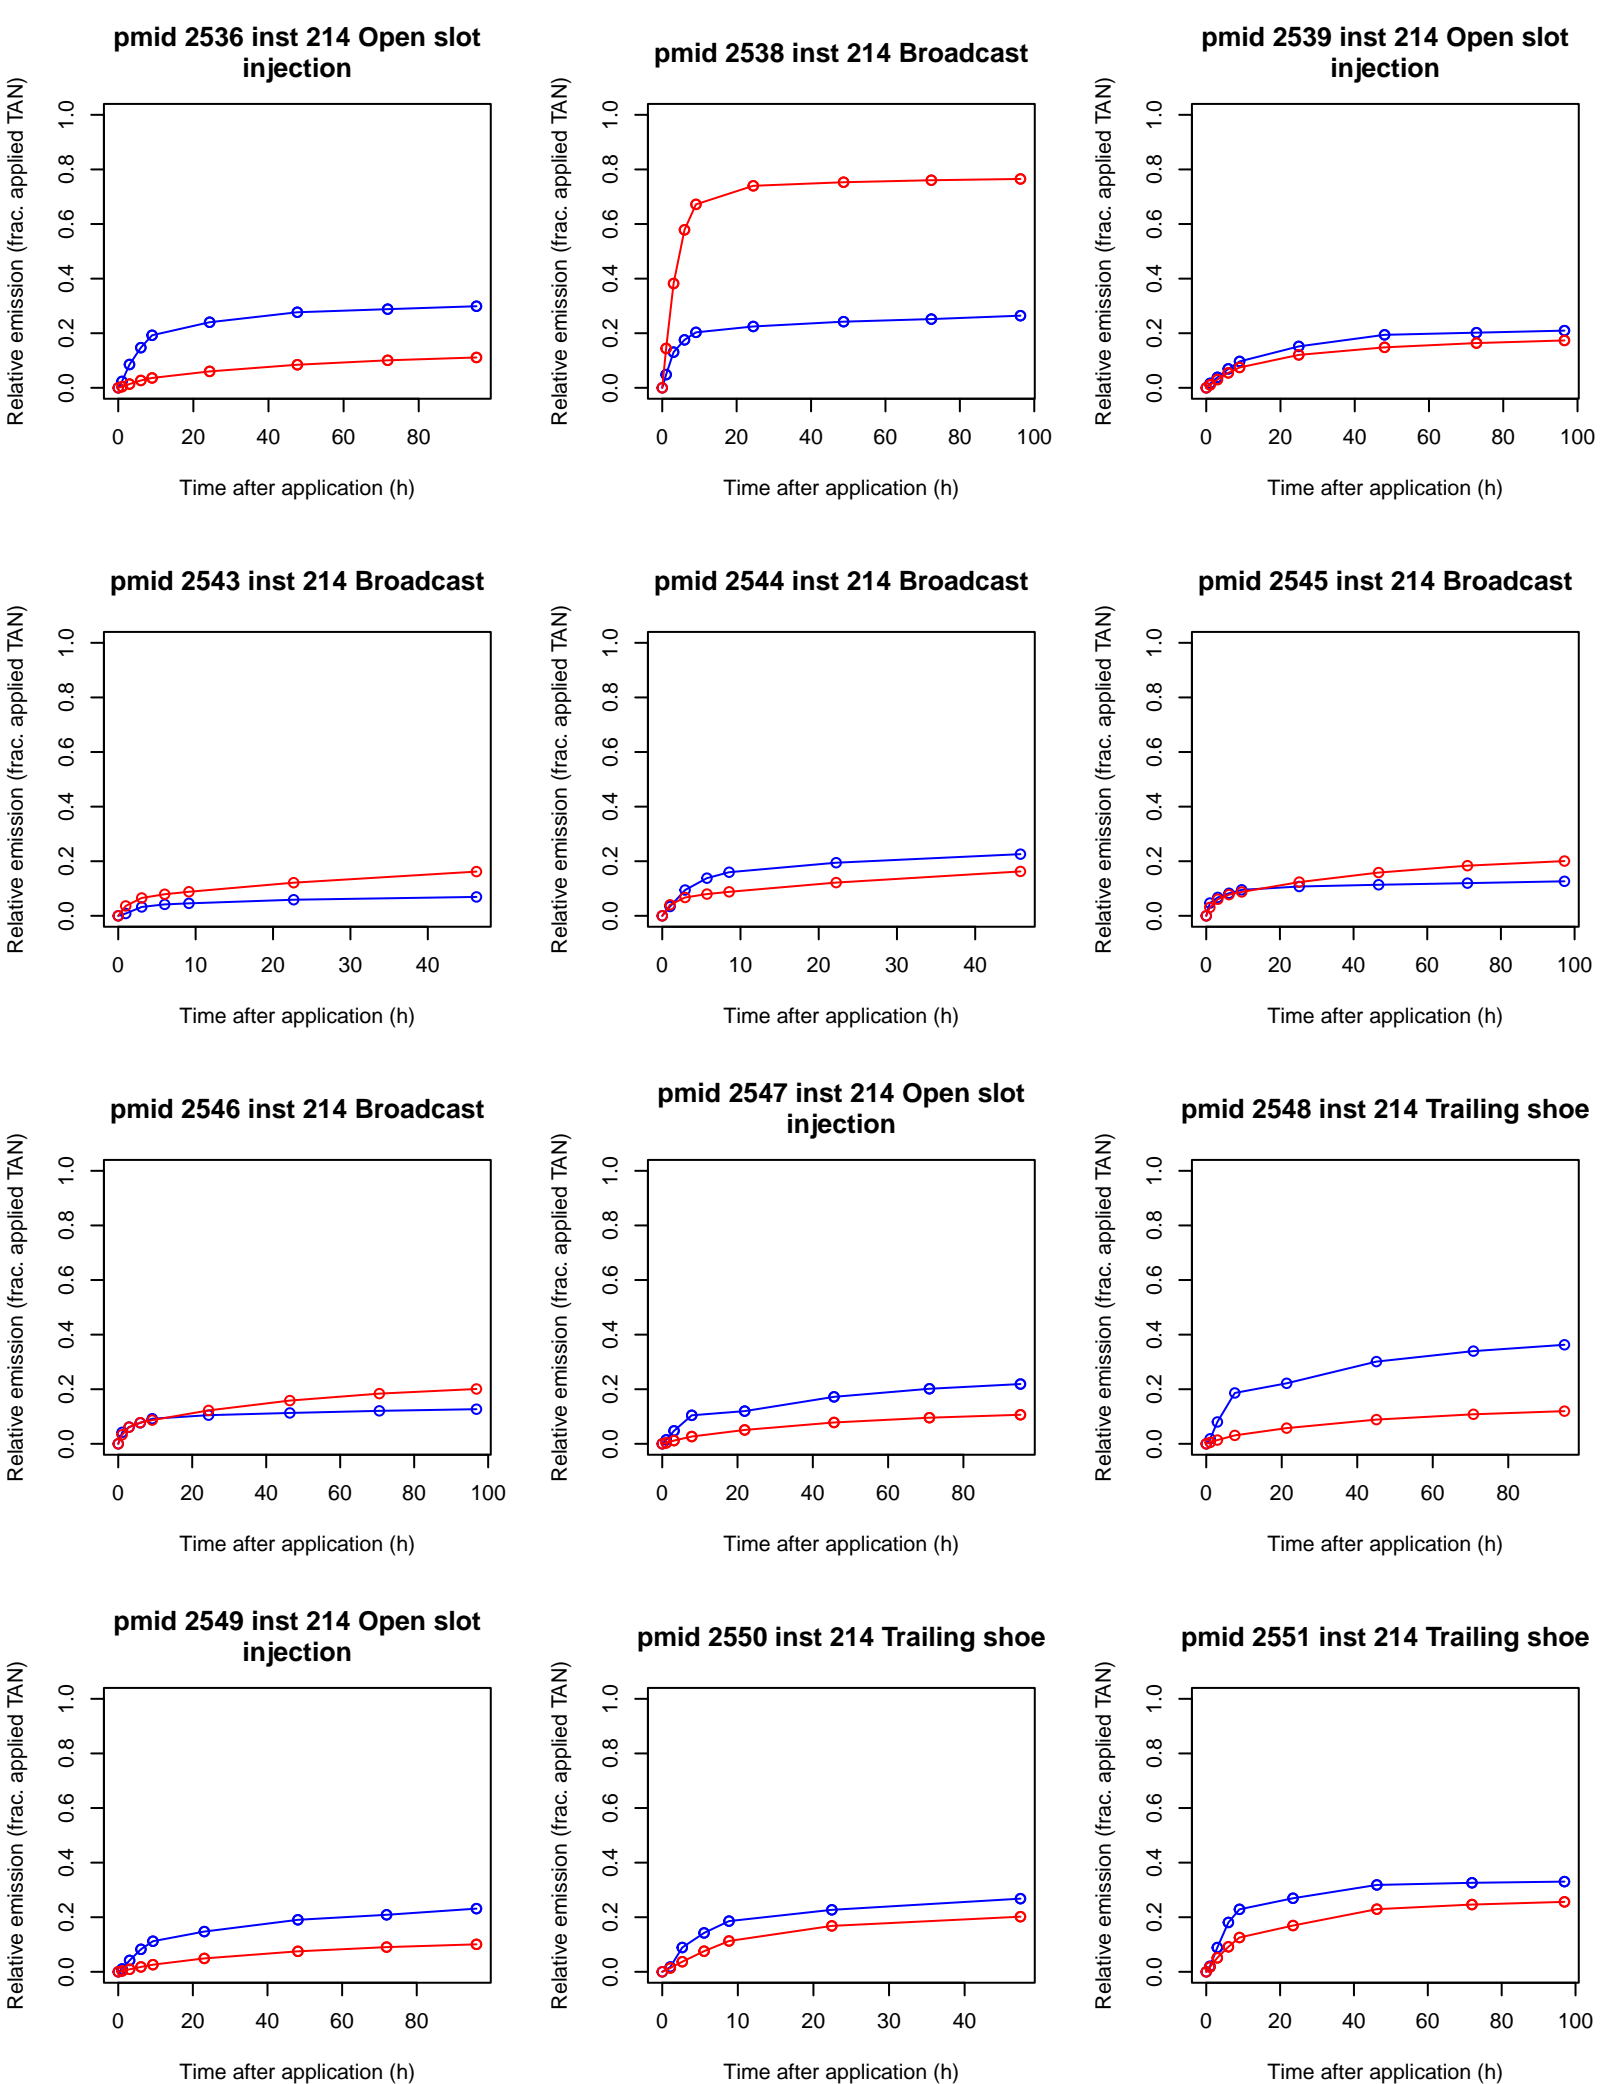 pmid 2536 inst 214 Open slot
injection
Relative emission (frac. applied TAN)
1.0
0.8
0.6
0.4
0.2
0.0
0 20 40 60 80
Time after application (h)
pmid 2538 inst 214 Broadcast
Relative emission (frac. applied TAN)
1.0
0.8
0.6
0.4
0.2
0.0
0 20 40 60 80 100
Time after application (h)
pmid 2539 inst 214 Open slot
injection
Relative emission (frac. applied TAN)
1.0
0.8
0.6
0.4
0.2
0.0
0 20 40 60 80 100
Time after application (h)
pmid 2543 inst 214 Broadcast
Relative emission (frac. applied TAN)
1.0
0.8
0.6
0.4
0.2
0.0
0 10 20 30 40
Time after application (h)
pmid 2544 inst 214 Broadcast
Relative emission (frac. applied TAN)
1.0
0.8
0.6
0.4
0.2
0.0
0 10 20 30 40
Time after application (h)
pmid 2545 inst 214 Broadcast
Relative emission (frac. applied TAN)
1.0
0.8
0.6
0.4
0.2
0.0
0 20 40 60 80 100
Time after application (h)
pmid 2546 inst 214 Broadcast
Relative emission (frac. applied TAN)
1.0
0.8
0.6
0.4
0.2
0.0
0 20 40 60 80 100
Time after application (h)
pmid 2547 inst 214 Open slot
injection
Relative emission (frac. applied TAN)
1.0
0.8
0.6
0.4
0.2
0.0
0 20 40 60 80
Time after application (h)
pmid 2548 inst 214 Trailing shoe
Relative emission (frac. applied TAN)
1.0
0.8
0.6
0.4
0.2
0.0
0 20 40 60 80
Time after application (h)
pmid 2549 inst 214 Open slot
injection
Relative emission (frac. applied TAN)
1.0
0.8
0.6
0.4
0.2
0.0
0 20 40 60 80
Time after application (h)
pmid 2550 inst 214 Trailing shoe
Relative emission (frac. applied TAN)
1.0
0.8
0.6
0.4
0.2
0.0
0 10 20 30 40
Time after application (h)
pmid 2551 inst 214 Trailing shoe
Relative emission (frac. applied TAN)
1.0
0.8
0.6
0.4
0.2
0.0
0 20 40 60 80 100
Time after application (h)